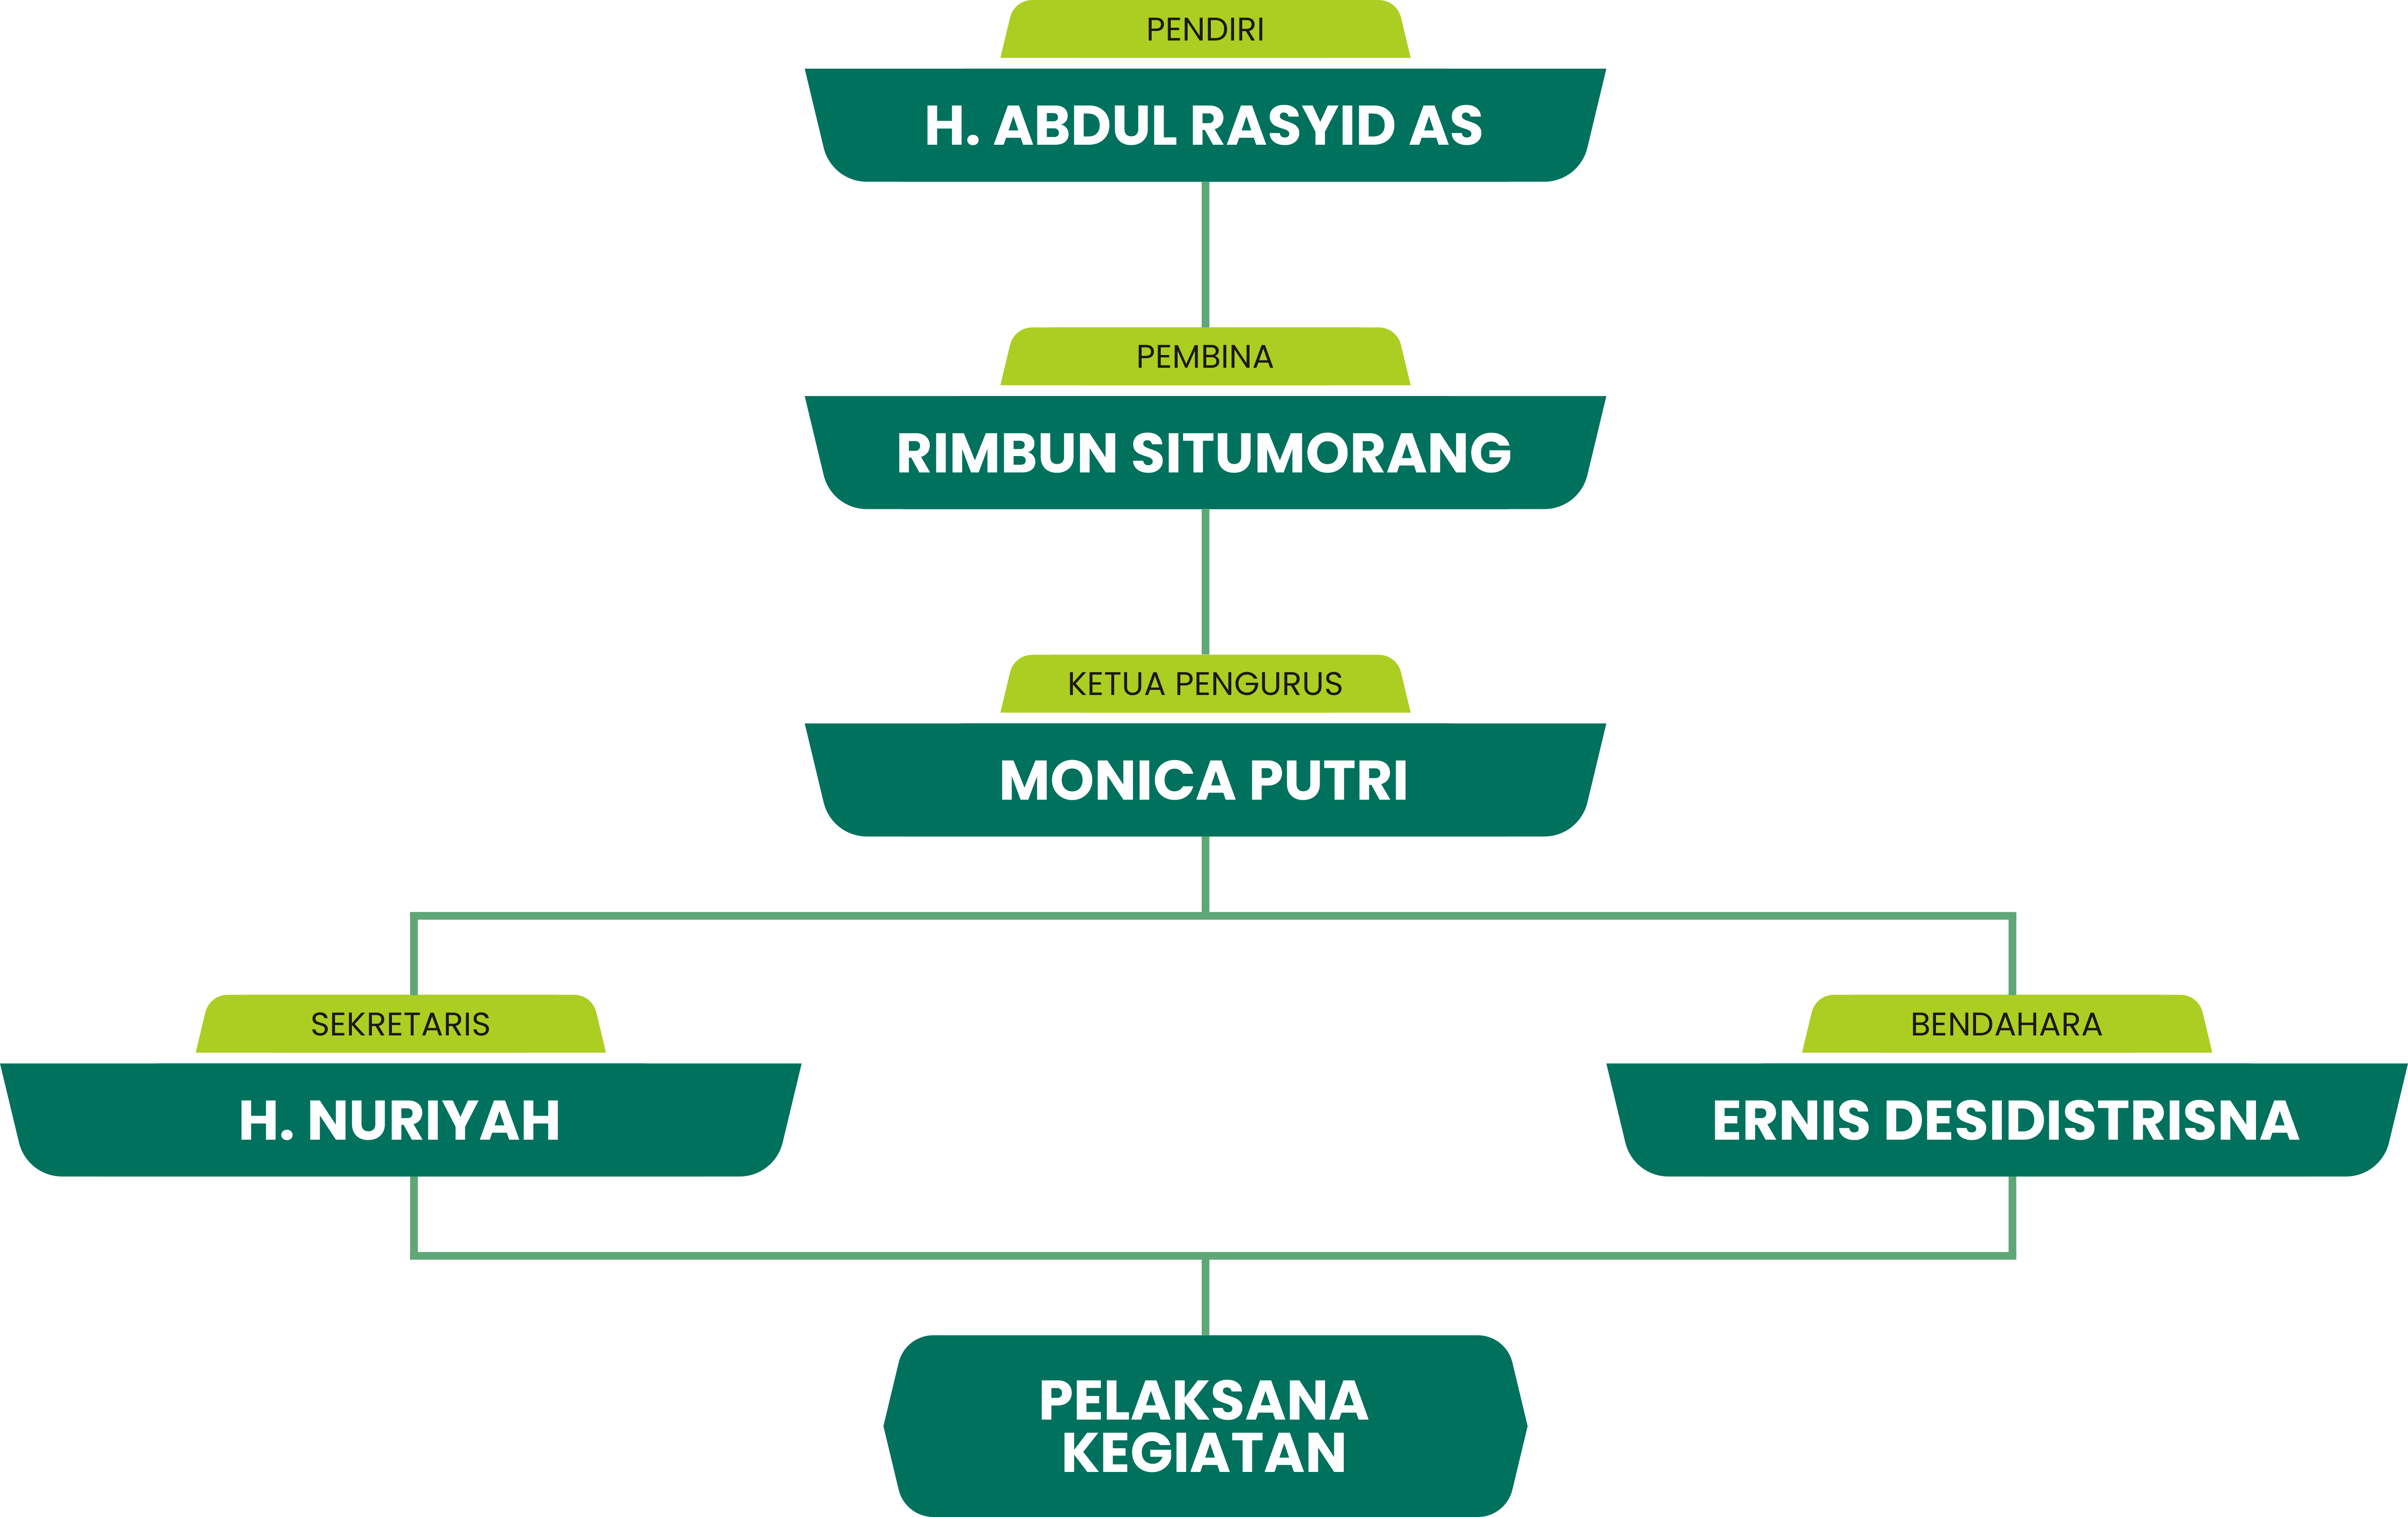 PENDIRI
H. ABDUL RASYID AS
PEMBINA
RIMBUN SITUMORANG
KETUA PENGURUS
MONICA PUTRI
SEKRETARIS
H. NURIYAH
BENDAHARA
ERNIS DESIDISTRISNA
PELAKSANA
KEGIATAN